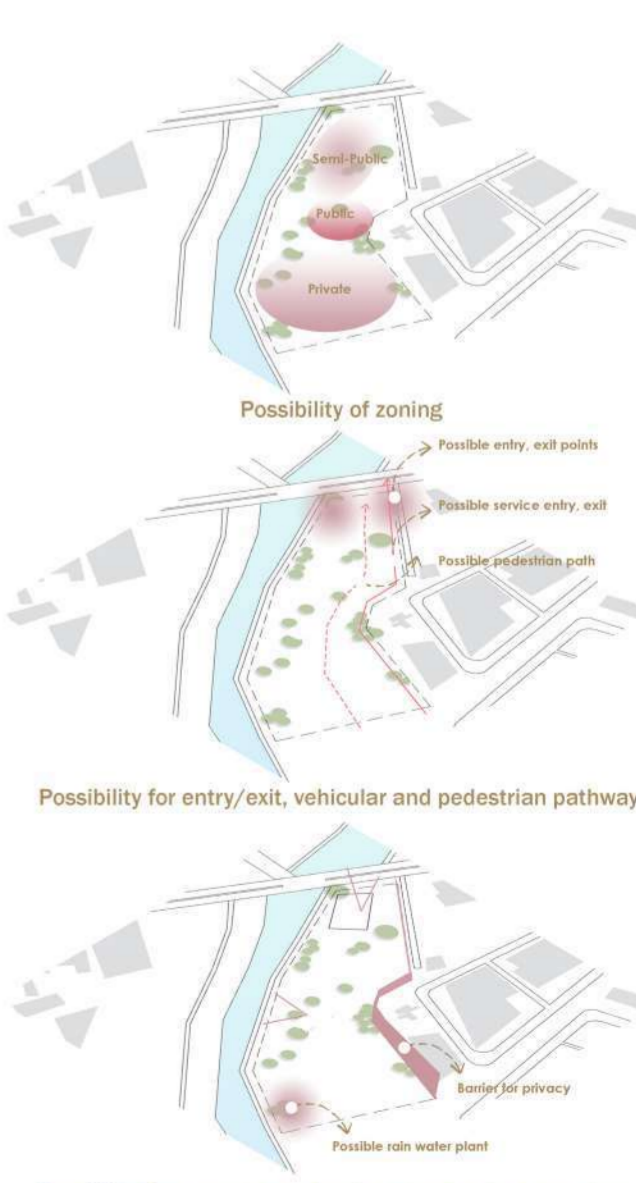 Semi-Public
Public
Private
Possibility of zoning
Possible entry, exit points
Possible service entry, exit
Possible pedestrian path
Possibility for entry/exit, vehicular and pedestrian pathway
Barrier for privacy
Possible rain water plant